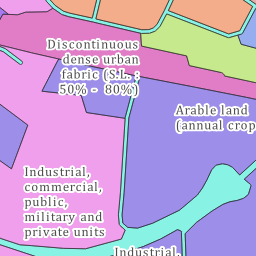 Discontinuous
dense urban
fabric (S.L. :
50% - 80%)
Arable land
(annual crop
Industrial,
commercial,
public,
military and
private units
Industrial,